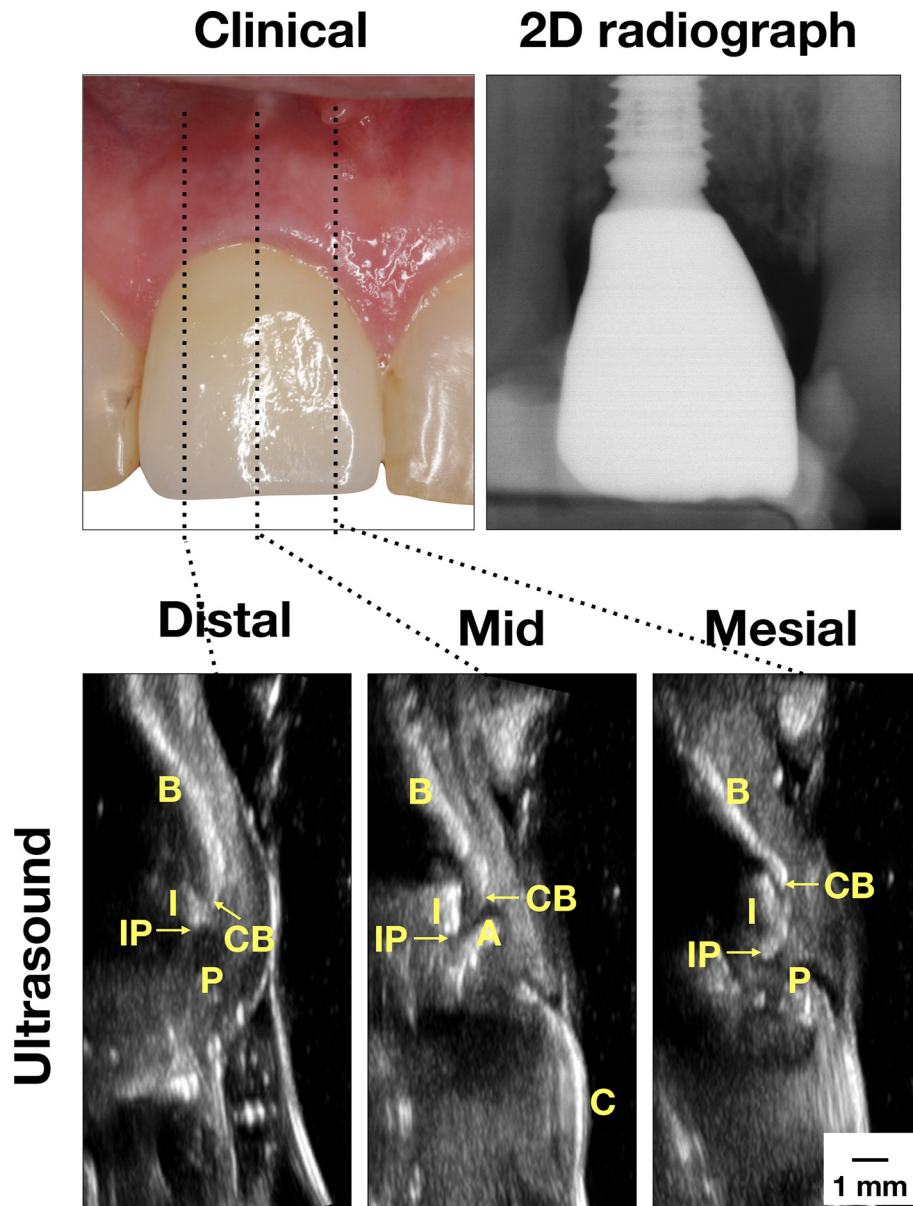 Clinical
2D radiograph
Distal
Mid
Mesial
Ultrasound
B
I
IP
CB
P
B
I
IP
CB
A
C
B
CB
I
IP
P
1 mm